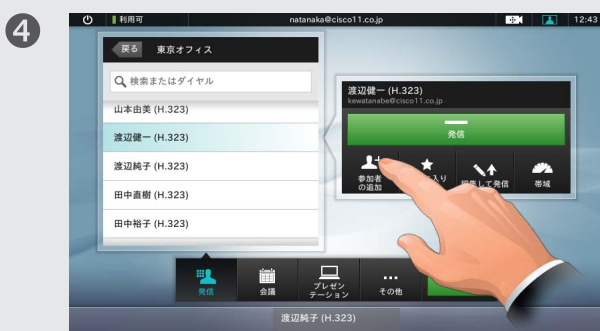 4
利用可 natanaka@cisco11.co.jp 12:43
戻る 東京オフィス
検索またはダイヤル
山本由美 (H.323)
渡辺健一 (H.323)
渡辺純子 (H.323)
田中直樹 (H.323)
田中裕子 (H.323)
渡辺健一 (H.323)
kewatanabe@cisco11.co.jp
発信
参加者
の追加
入り
して発信
帯域
発信
会議
プレゼン
テーション
その他
渡辺純子 (H.323)